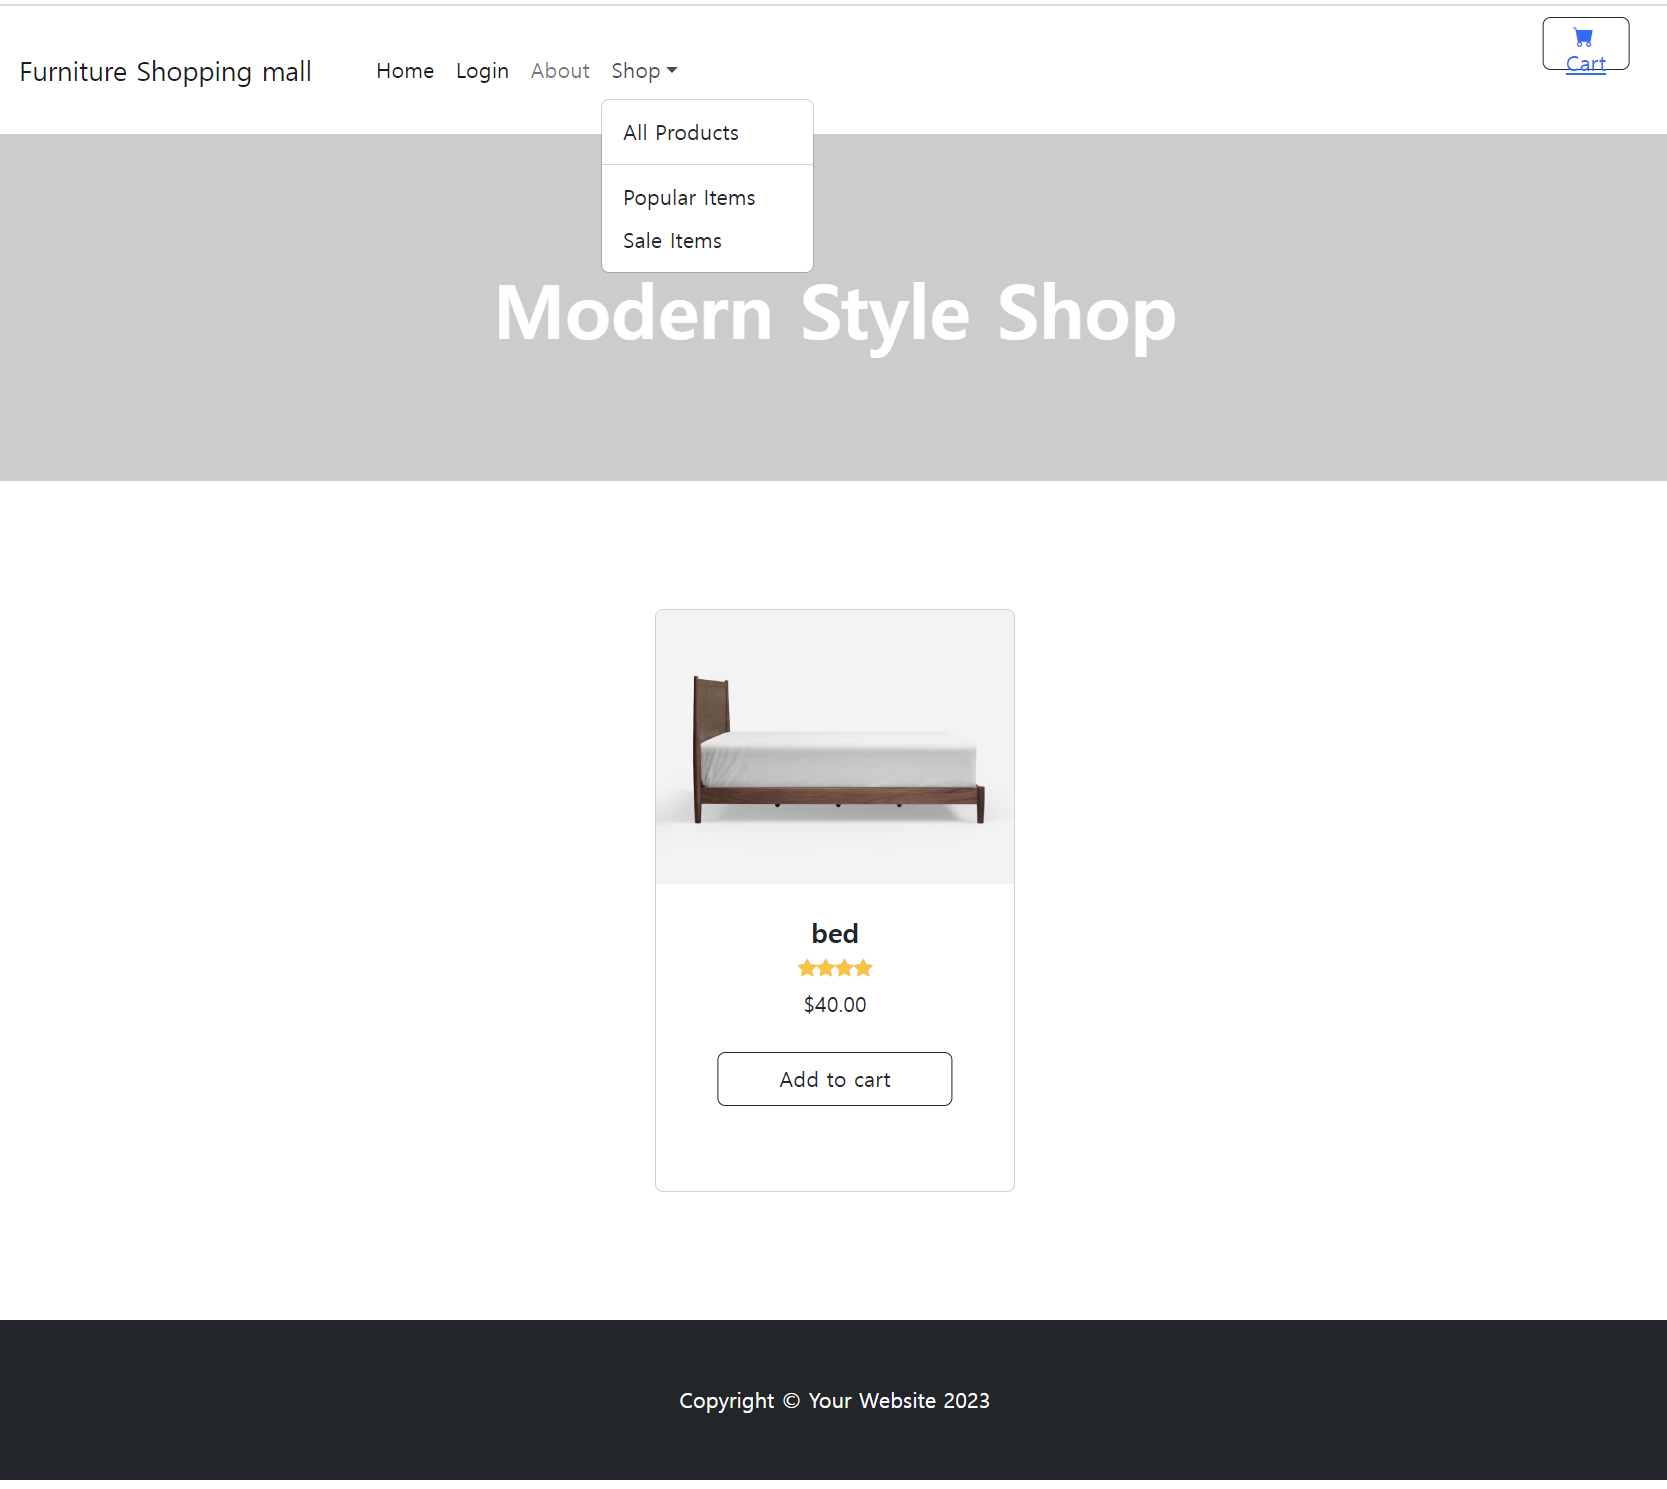 Furniture Shopping mall
Home Login About Shop
Cart
All Products
Popular Items
Sale Items
Modern Style Shop
bed
$40.00
Add to cart
Copyright © Your Website 2023